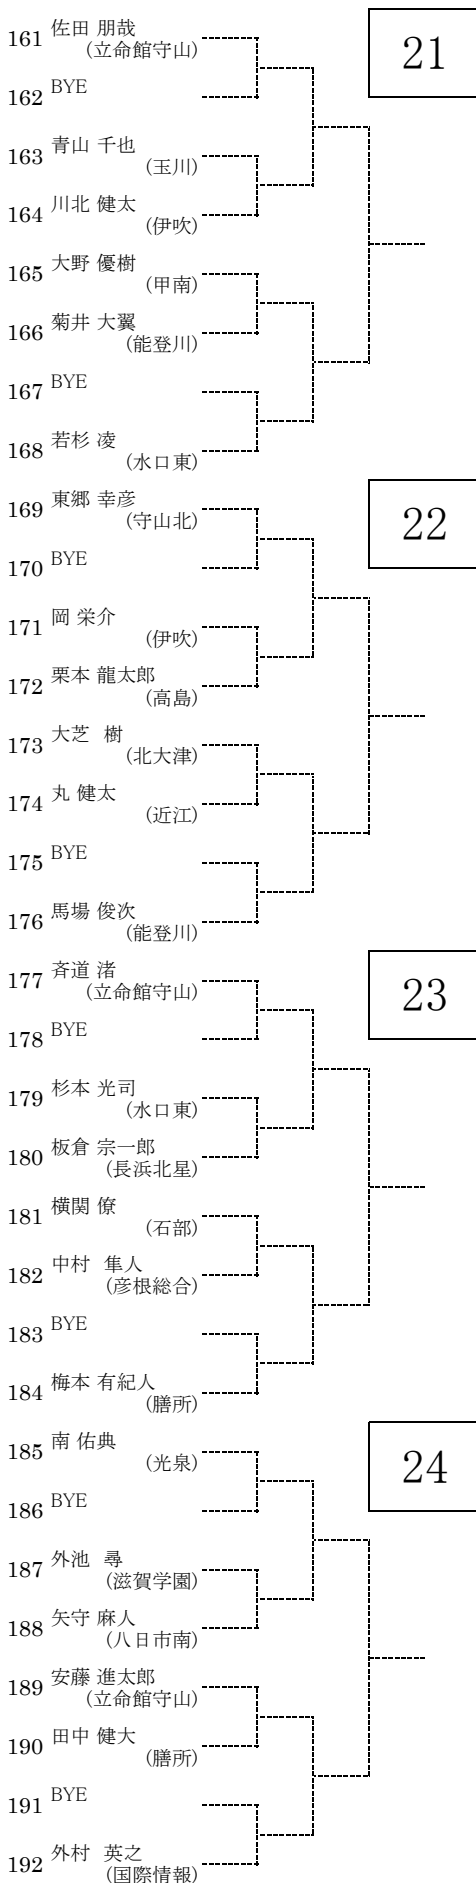 21
161 佐田 朋哉
(立命館守山)
162 BYE
163 青山 千也
(玉川)
164 川北 健太
(伊吹)
165 大野 優樹
(甲南)
166 菊井 大翼
(能登川)
167 BYE
168 若杉 凌
(水口東)
22
169 東郷 幸彦
(守山北)
170 BYE
171 岡 栄介
(伊吹)
172 栗本 龍太郎
(高島)
173 大芝 樹
(北大津)
174 丸 健太
(近江)
175 BYE
176 馬場 俊次
(能登川)
23
177 斉道 渚
(立命館守山)
178 BYE
179 杉本 光司
(水口東)
180 板倉 宗一郎
(長浜北星)
181 横関 僚
(石部)
182 中村 隼人
(彦根総合)
183 BYE
184 梅本 有紀人
(膳所)
24
185 南 佑典
(光泉)
186 BYE
187 外池 尋
(滋賀学園)
188 矢守 麻人
(八日市南)
189 安藤 進太郎
(立命館守山)
190 田中 健大
(膳所)
191 BYE
192 外村 英之
(国際情報)